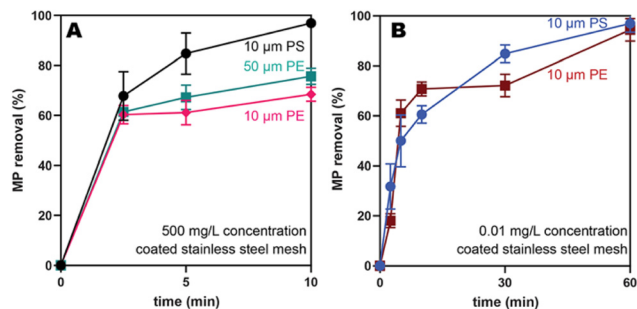 A
100
80
60
40
20
0
MP removal (%)
10 µm PS
50 µm PE
10 µm PE
500 mg/L concentration
coated stainless steel mesh
0
5
10
time (min)
B
100
80
60
40
20
0
MP removal (%)
10 µm PS
10 µm PE
0.01 mg/L concentration
coated stainless steel mesh
0
30
60
time (min)